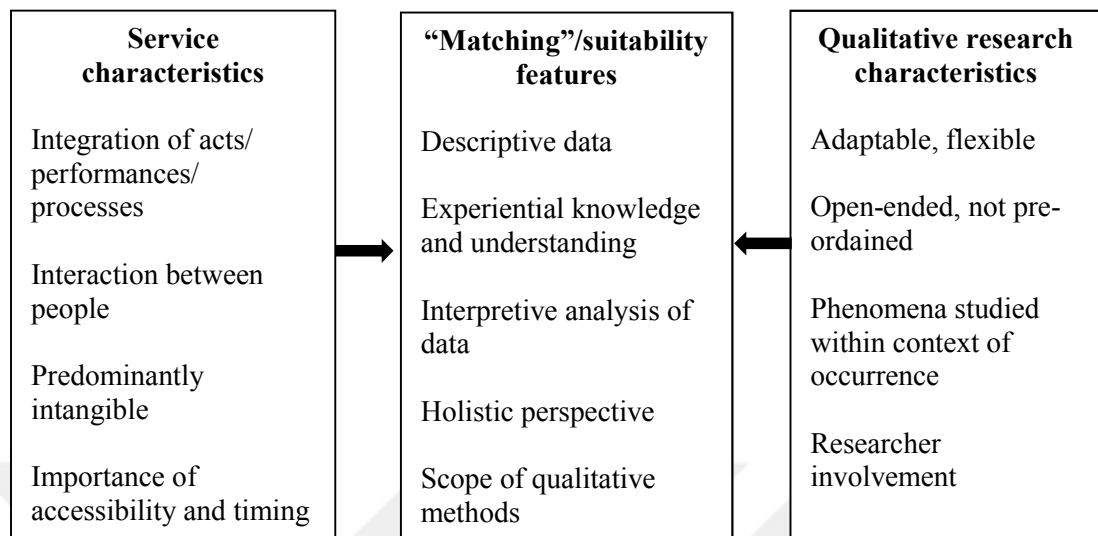 Service
characteristics
Integration of acts/
performances/
processes
Interaction between
people
Predominantly
intangible
Importance of
accessibility and timing
“Matching”/suitability
features
Descriptive data
Experiential knowledge
and understanding
Interpretive analysis of
data
Holistic perspective
Scope of qualitative
methods
Qualitative research
characteristics
Adaptable, flexible
Open-ended, not pre-
ordained
Phenomena studied
within context of
occurrence
Researcher
involvement